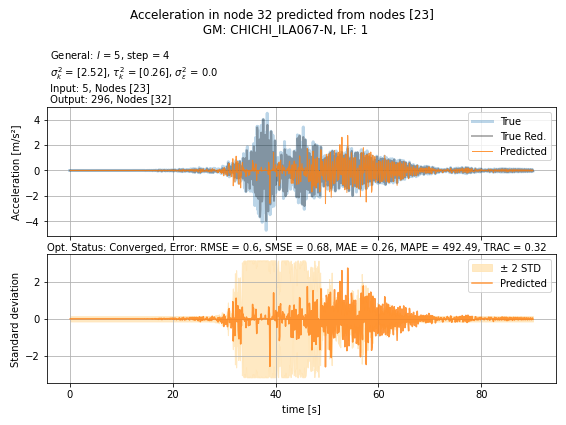 Acceleration in node 32 predicted from nodes [23]
GM: CHICHI_ILA067-N, LF: 1
General: l = 5, step = 4
σ²ₖ = [2.52], τ²ₖ = [0.26], σ²ε = 0.0
Input: 5, Nodes [23]
Output: 296, Nodes [32]
Acceleration [m/s²]
4
2
0
−2
−4
True
True Red.
Predicted
Opt. Status: Converged, Error: RMSE = 0.6, SMSE = 0.68, MAE = 0.26, MAPE = 492.49, TRAC = 0.32
Standard deviation
2
0
−2
± 2 STD
Predicted
0 20 40 60 80
time [s]